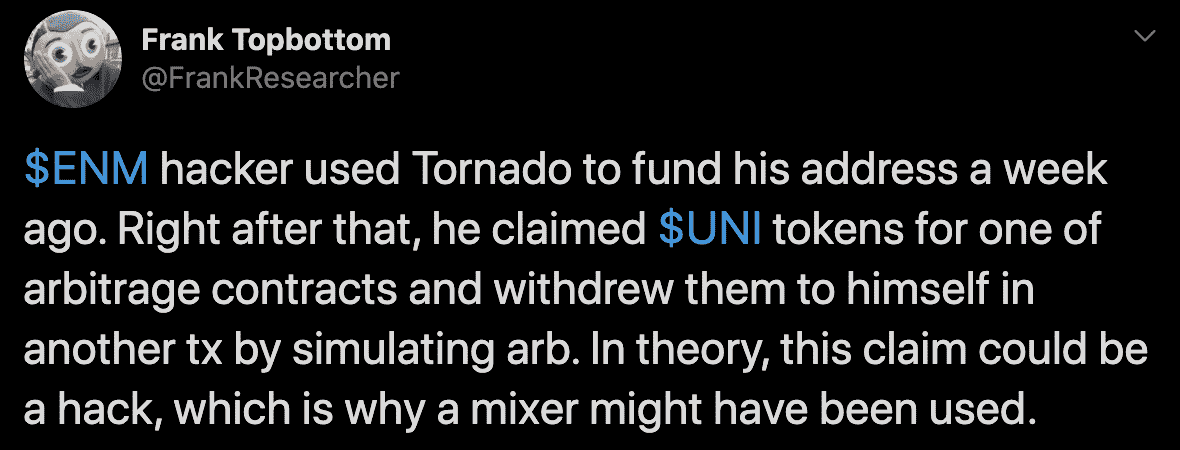 Frank Topbottom
@FrankResearcher
$ENM hacker used Tornado to fund his address a week
ago. Right after that, he claimed $UNI tokens for one of
arbitrage contracts and withdrew them to himself in
another tx by simulating arb. In theory, this claim could be
a hack, which is why a mixer might have been used.